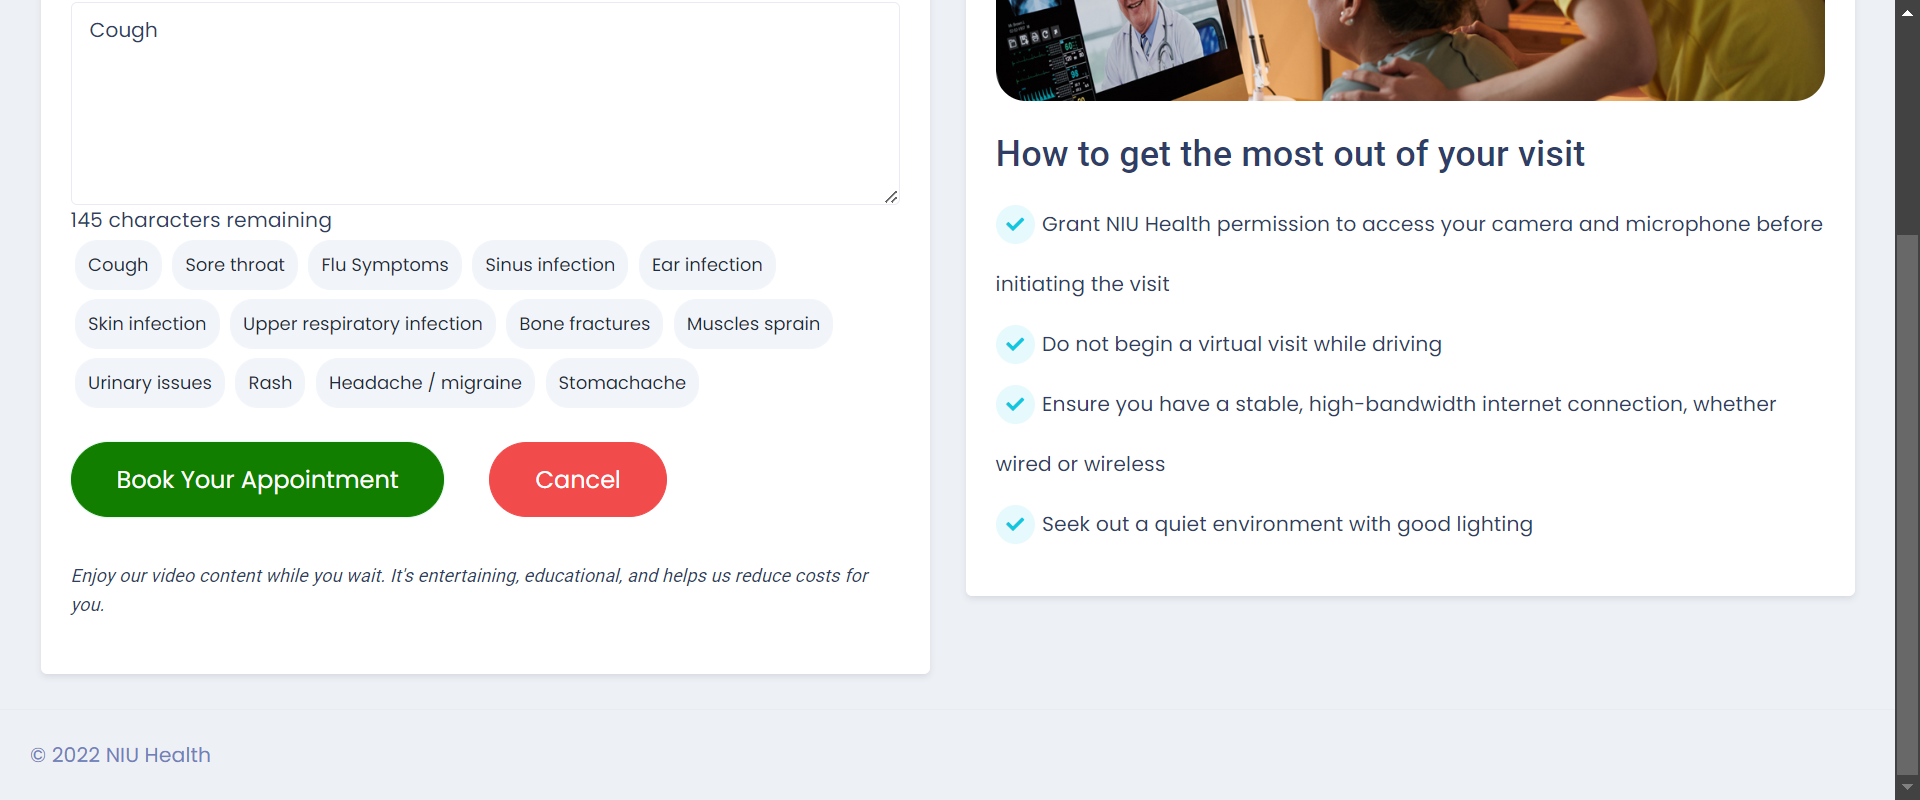 Cough
145 characters remaining
Cough
Sore throat
Flu Symptoms
Sinus infection
Ear infection
Skin infection
Upper respiratory infection
Bone fractures
Muscles sprain
Urinary issues
Rash
Headache / migraine
Stomachache
Book Your Appointment
Cancel
Enjoy our video content while you wait. It's entertaining, educational, and helps us reduce costs for
you.
How to get the most out of your visit
Grant NIU Health permission to access your camera and microphone before
initiating the visit
Do not begin a virtual visit while driving
Ensure you have a stable, high-bandwidth internet connection, whether
wired or wireless
Seek out a quiet environment with good lighting
© 2022 NIU Health